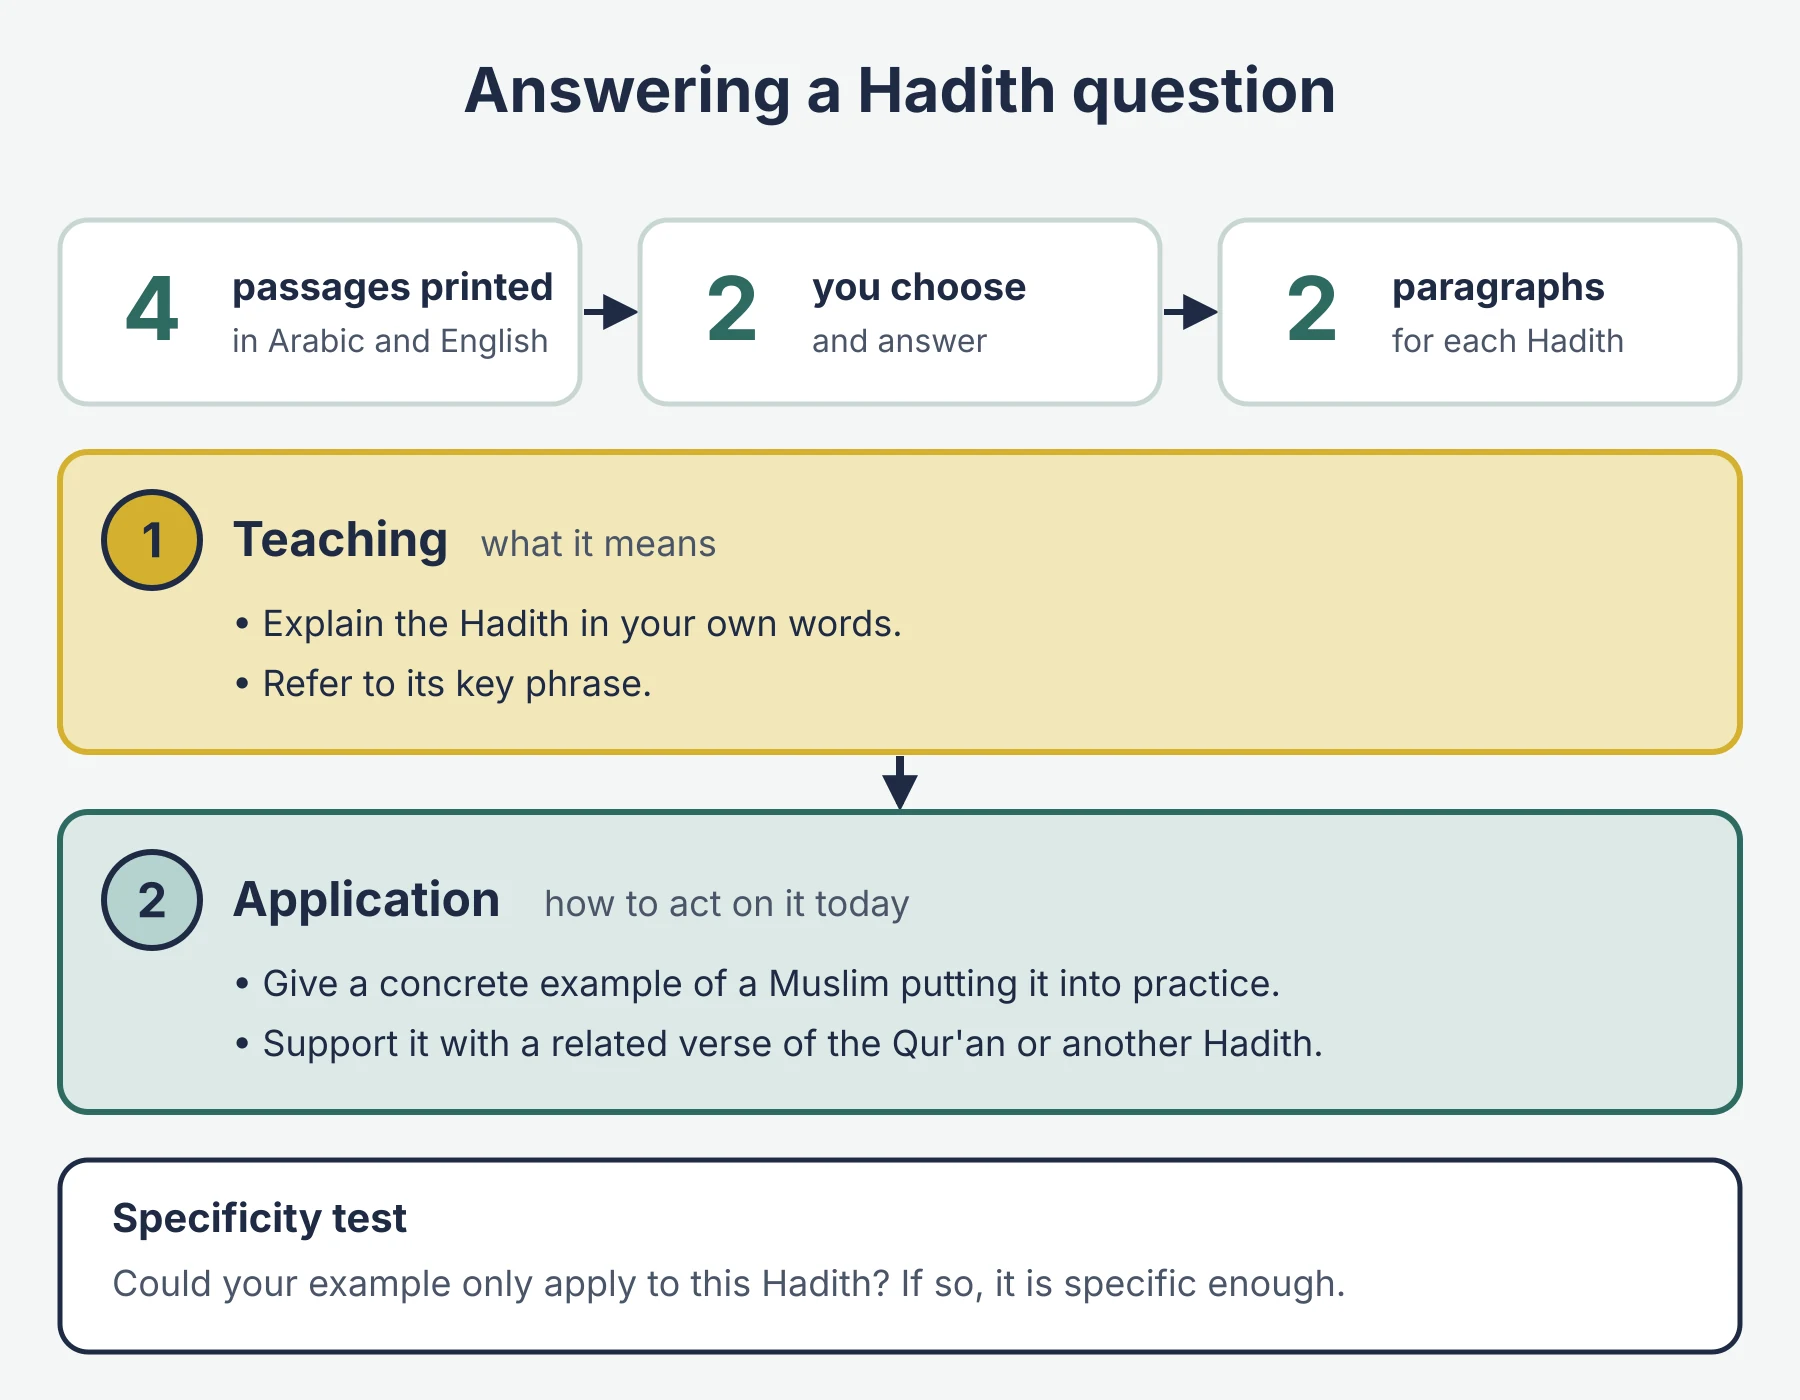 Answering a Hadith question
4
passages printed
in Arabic and English
2
you choose
and answer
2
paragraphs
for each Hadith
1
Teaching what it means
• Explain the Hadith in your own words.
• Refer to its key phrase.
2
Application how to act on it today
• Give a concrete example of a Muslim putting it into practice.
• Support it with a related verse of the Qur'an or another Hadith.
Specificity test
Could your example only apply to this Hadith? If so, it is specific enough.